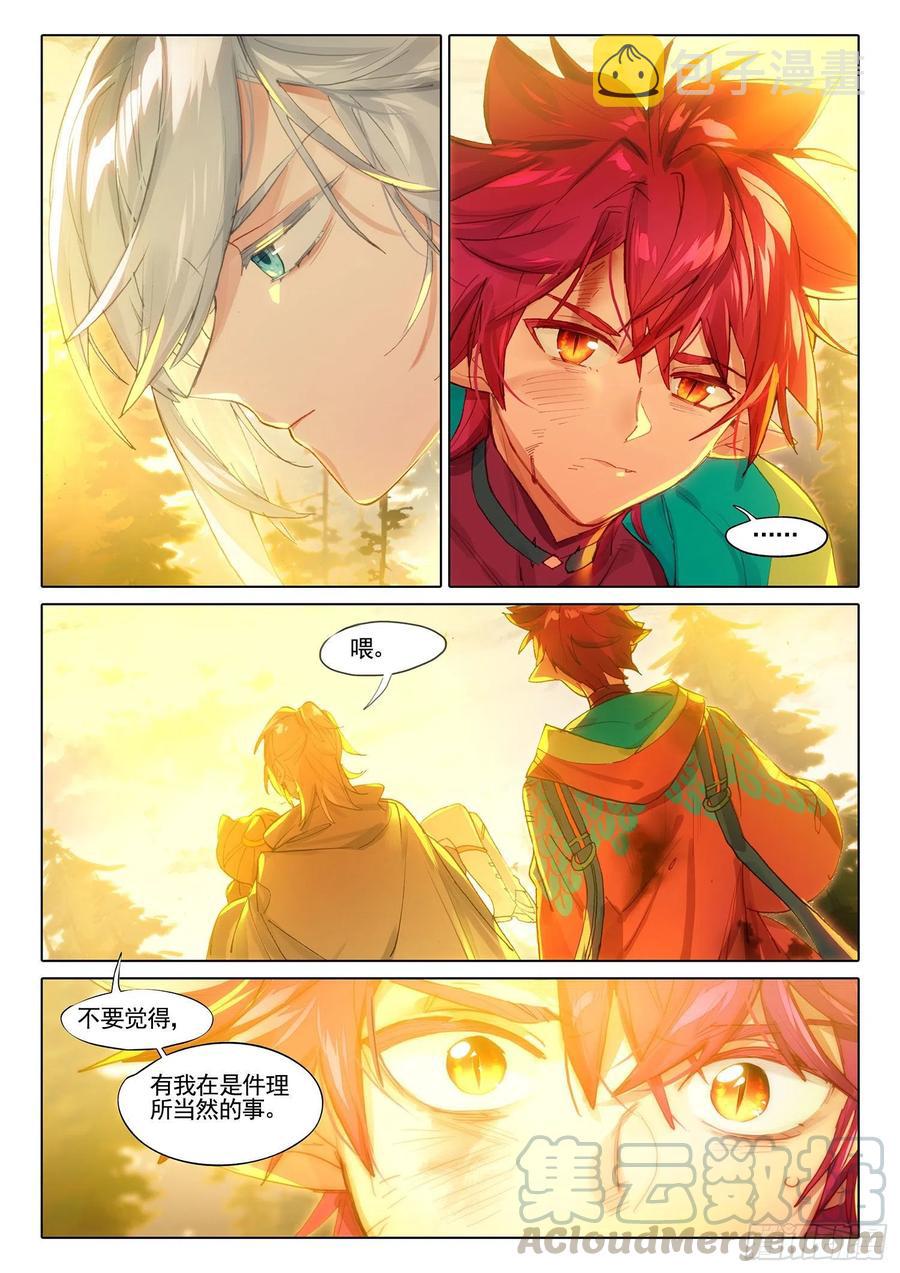 包子漫畫
……
喂。
不要觉得,
有我在是件理
所当然的事。
集云数据
ACloudMerge.com